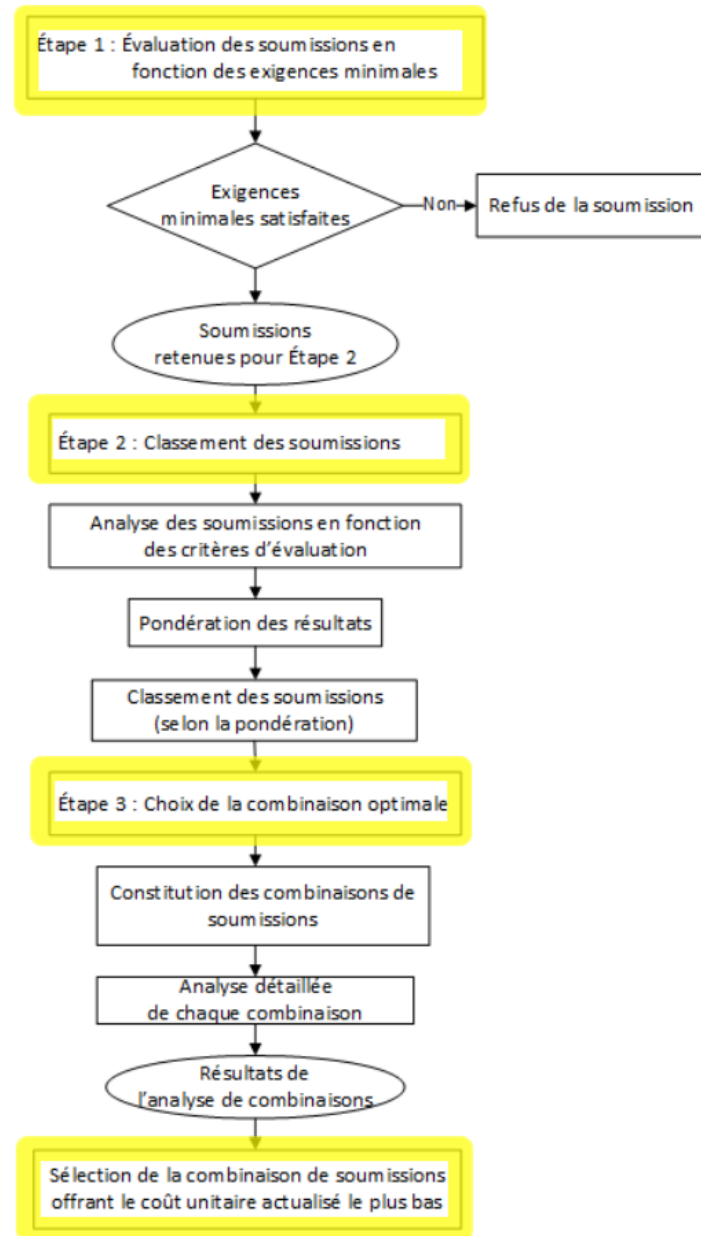 Étape 1 : Évaluation des soumissions en
fonction des exigences minimales
Exigences
minimales satisfaites
Non
Refus de la soumission
Soumissions
retenues pour Étape 2
Étape 2 : Classement des soumissions
Analyse des soumissions en fonction
des critères d'évaluation
Pondération des résultats
Classement des soumissions
(selon la pondération)
Étape 3 : Choix de la combinaison optimale
Constitution des combinaisons de
soumissions
Analyse détaillée
de chaque combinaison
Résultats de
l'analyse de combinaisons
Sélection de la combinaison de soumissions
offrant le coût unitaire actualisé le plus bas